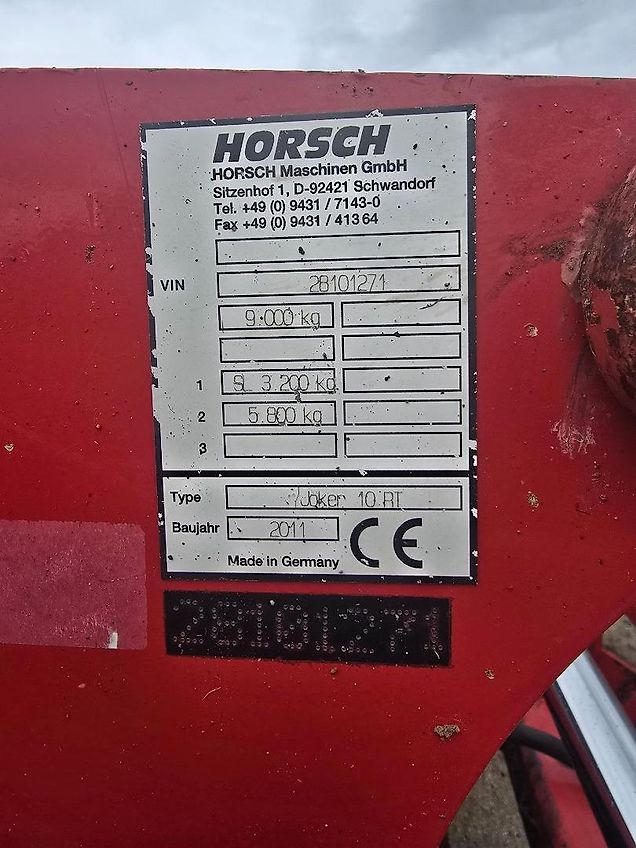 HORSCH
HORSCH Maschinen GmbH
Sitzenhof 1, D-92421 Schwandorf
Tel. +49 (0) 9431 / 7143-0
Fax +49 (0) 9431 / 41364
VIN 28101271
9.000 kg
1 SL 3.200 kg
2 5.800 kg
3
Type /Joker 10 RT
Baujahr 2011 CE
Made in Germany
28101271